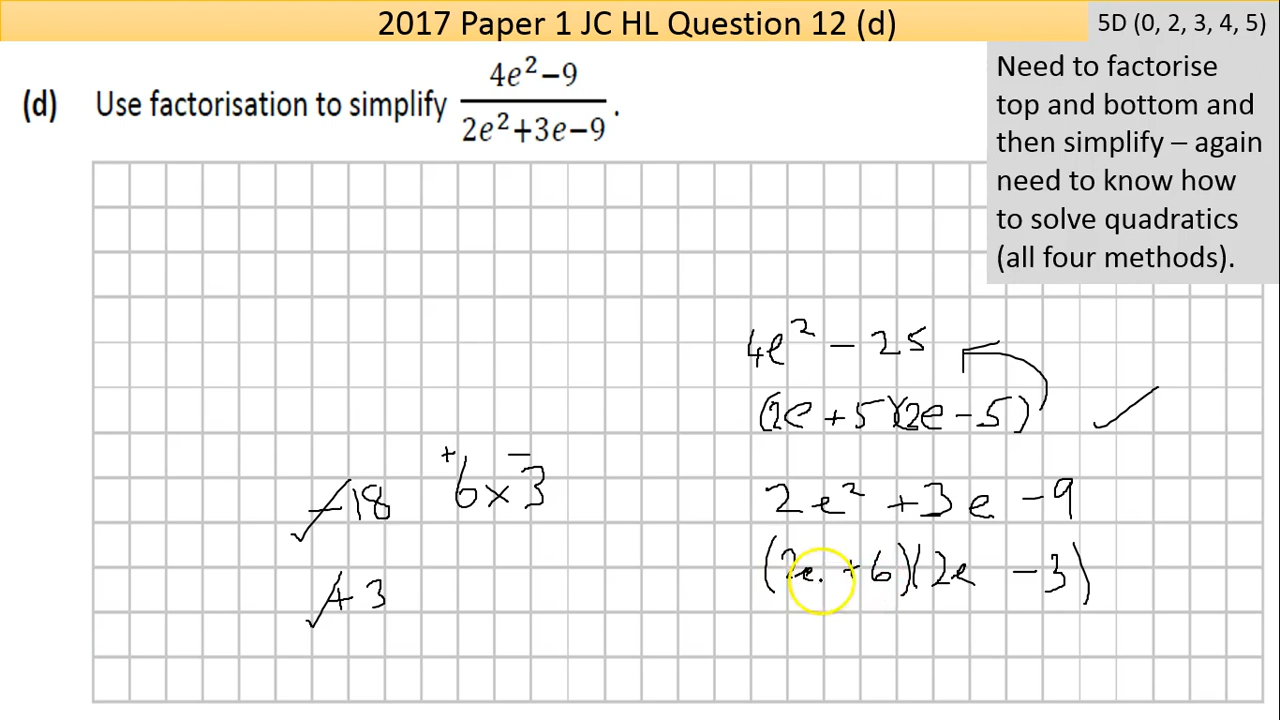 2017 Paper 1 JC HL Question 12 (d)
5D (0, 2, 3, 4, 5)
Need to factorise
top and bottom and
then simplify – again
need to know how
to solve quadratics
(all four methods).
(d) Use factorisation to simplify (4e²−9)/(2e²+3e−9).
4e² − 25
(2e + 5)(2e − 5)
+ −
6 × 3
−18
2e² + 3e − 9
(2e + 6)(2e − 3)
+3